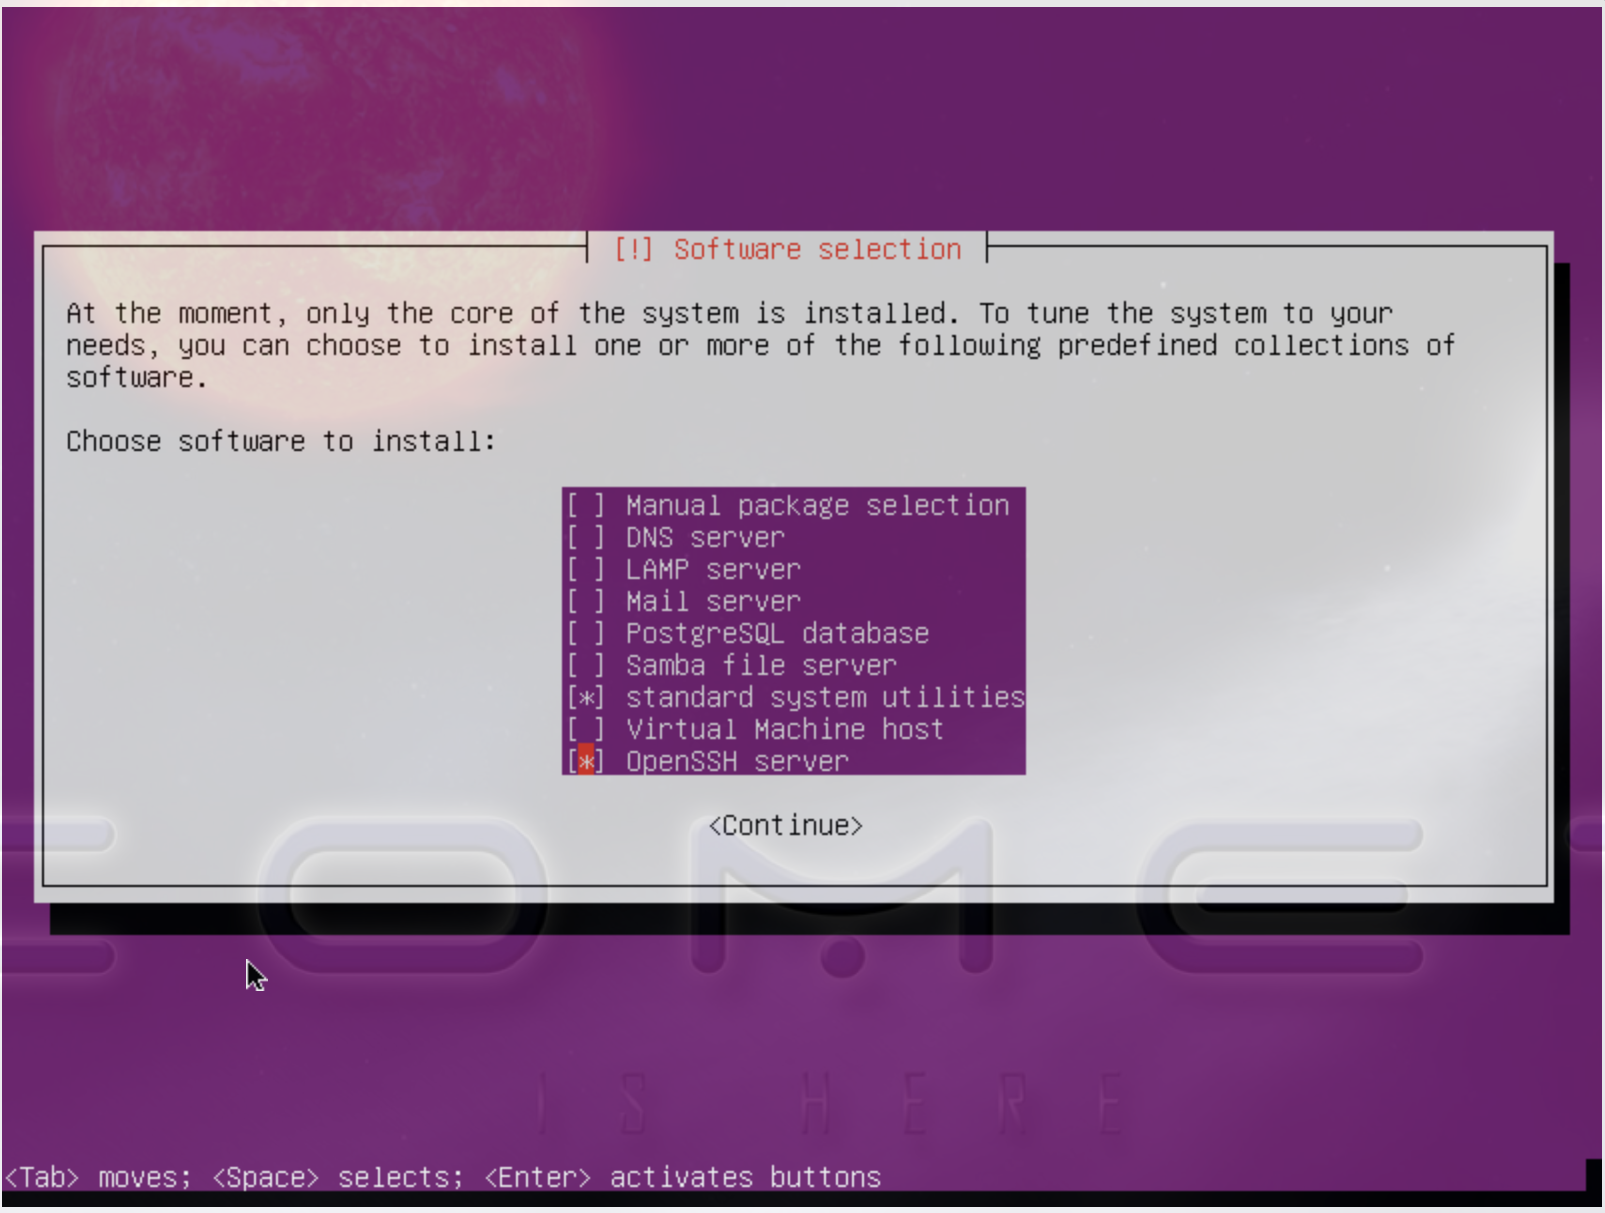 [!] Software selection
At the moment, only the core of the system is installed. To tune the system to your
needs, you can choose to install one or more of the following predefined collections of
software.
Choose software to install:
[ ] Manual package selection
[ ] DNS server
[ ] LAMP server
[ ] Mail server
[ ] PostgreSQL database
[ ] Samba file server
[*] standard system utilities
[ ] Virtual Machine host
[*] OpenSSH server
<Continue>
IS HERE
<Tab> moves; <Space> selects; <Enter> activates buttons